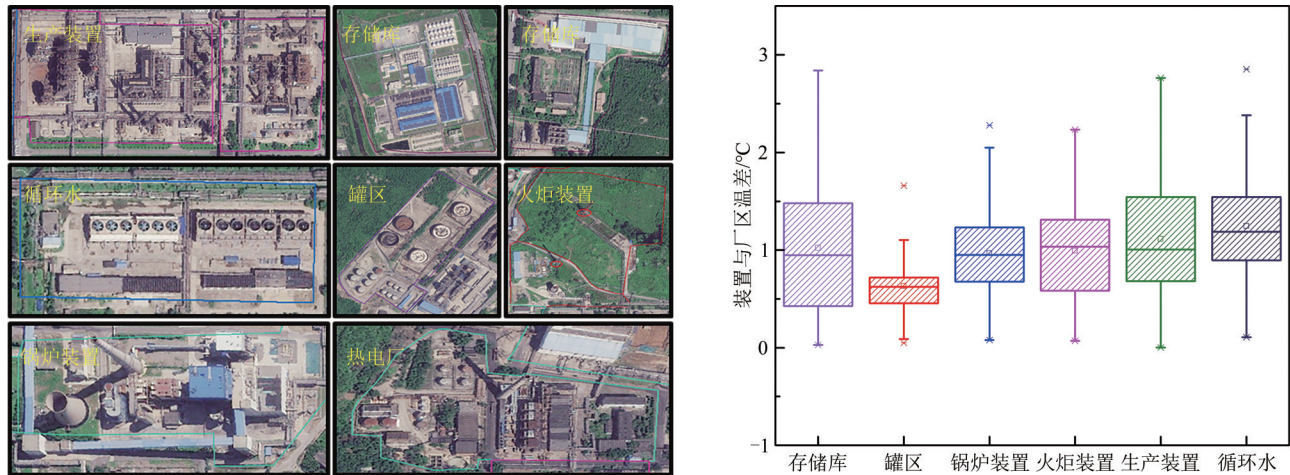 生产装置
存储库
存储库
循环水
罐区
火炬装置
锅炉装置
热电厂
装置与厂区温差/℃
3
2
1
0
−1
存储库
罐区
锅炉装置
火炬装置
生产装置
循环水